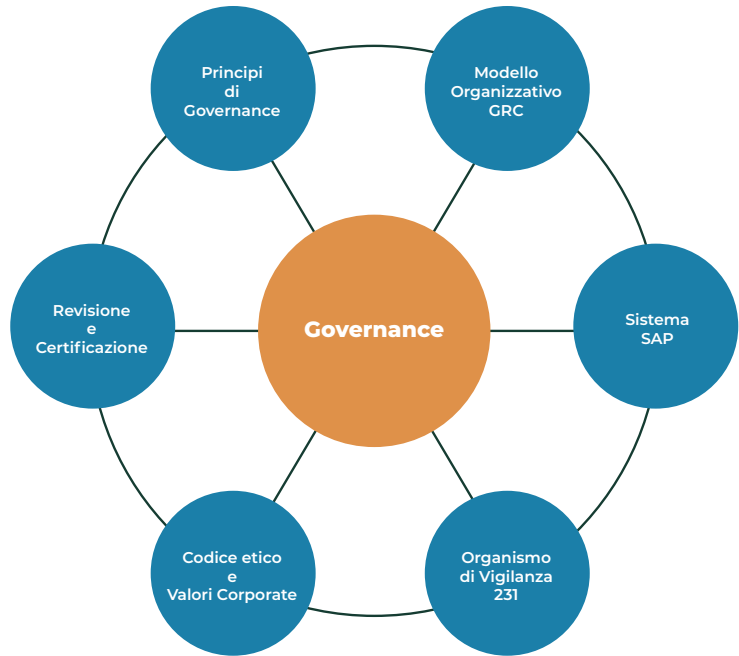 Principi
di
Governance
Modello
Organizzativo
GRC
Revisione
e
Certificazione
Governance
Sistema
SAP
Codice etico
e
Valori Corporate
Organismo
di Vigilanza
231